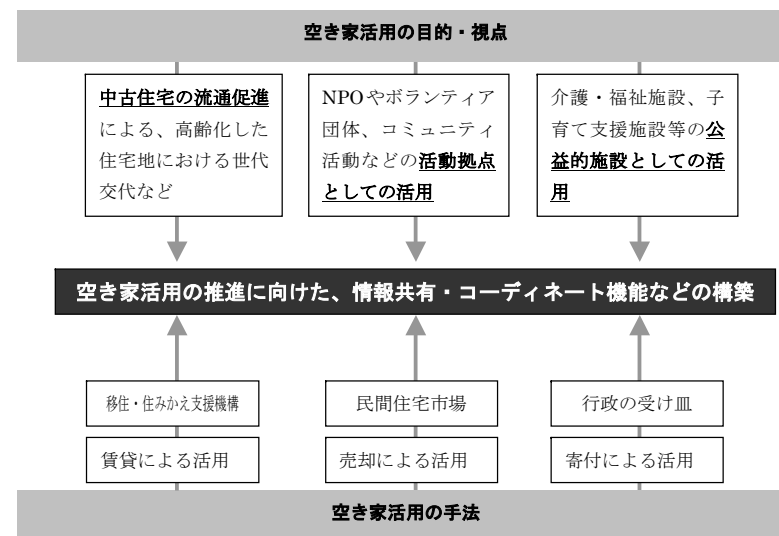 空き家活用の目的・視点
中古住宅の流通促進
による、高齢化した
住宅地における世代
交代など
NPOやボランティア
団体、コミュニティ
活動などの活動拠点
としての活用
介護・福祉施設、子
育て支援施設等の公
益的施設としての活
用
空き家活用の推進に向けた、情報共有・コーディネート機能などの構築
移住・住みかえ支援機構
民間住宅市場
行政の受け皿
賃貸による活用
売却による活用
寄付による活用
空き家活用の手法